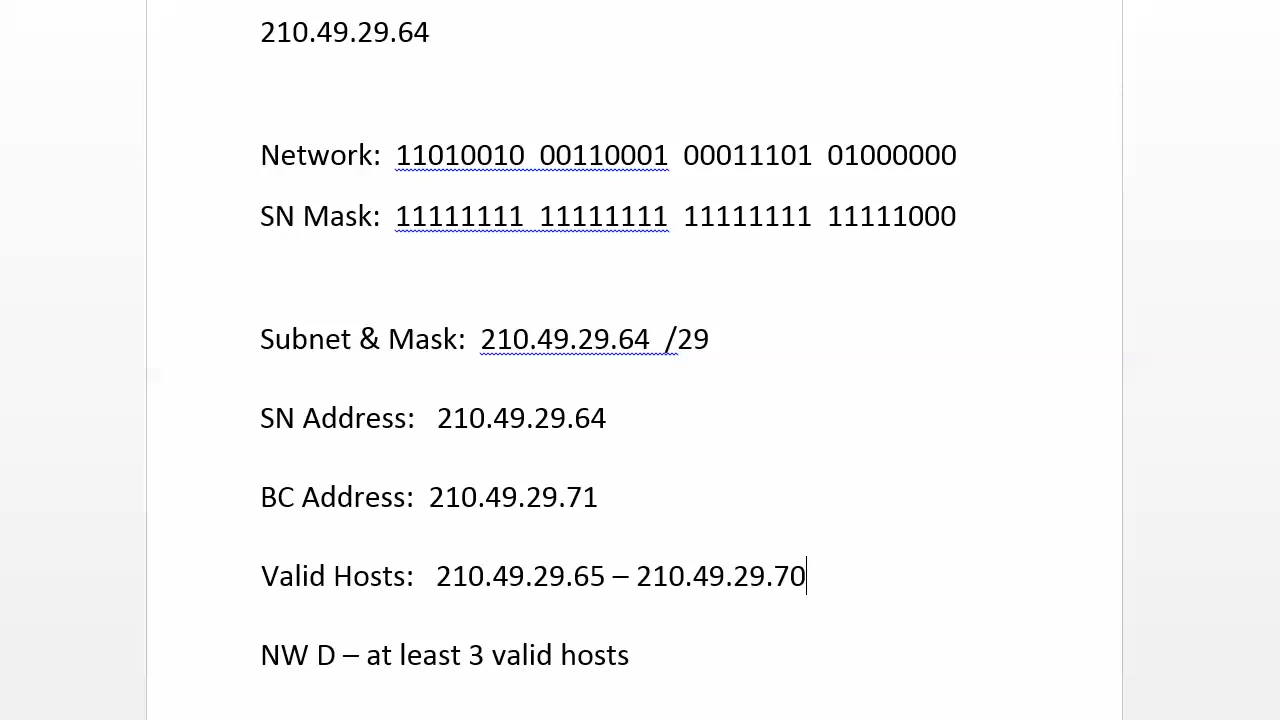 210.49.29.64
Network: 11010010 00110001 00011101 01000000
SN Mask: 11111111 11111111 11111111 11111000
Subnet & Mask: 210.49.29.64 /29
SN Address: 210.49.29.64
BC Address: 210.49.29.71
Valid Hosts: 210.49.29.65 – 210.49.29.70
NW D – at least 3 valid hosts